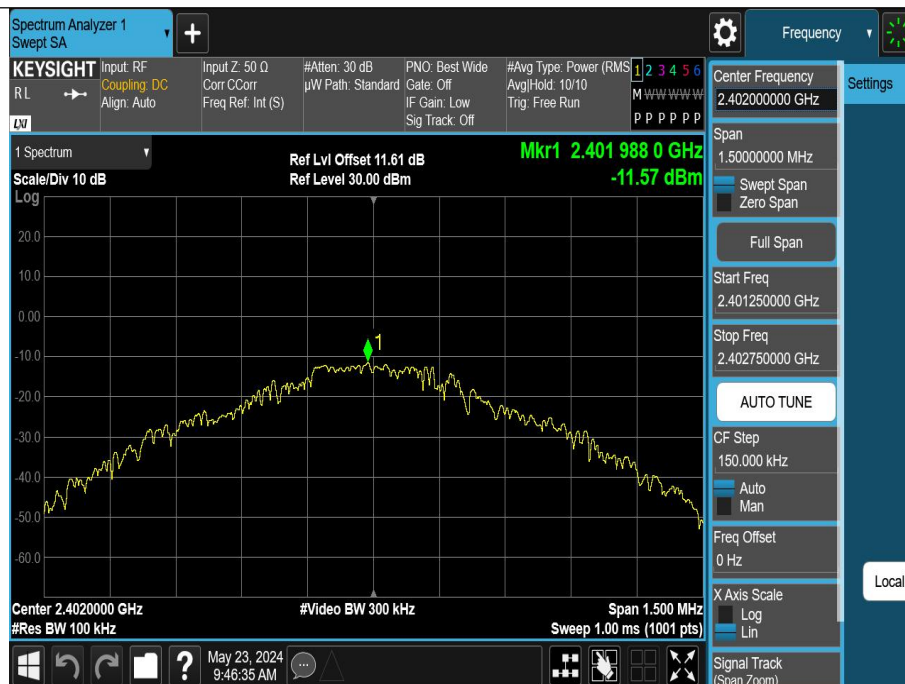 Spectrum Analyzer 1
Swept SA
+
Frequency
KEYSIGHT
RL
LXI
Input: RF
Coupling: DC
Align: Auto
Input Z: 50 Ω
Corr CCorr
Freq Ref: Int (S)
#Atten: 30 dB
µW Path: Standard
PNO: Best Wide
Gate: Off
IF Gain: Low
Sig Track: Off
#Avg Type: Power (RMS
Avg|Hold: 10/10
Trig: Free Run
1 2 3 4 5 6
M W W W W W
P P P P P P
1 Spectrum
Scale/Div 10 dB
Log
Ref Lvl Offset 11.61 dB
Ref Level 30.00 dBm
Mkr1 2.401 988 0 GHz
-11.57 dBm
20.0
10.0
0.00
-10.0
-20.0
-30.0
-40.0
-50.0
-60.0
1
Center 2.4020000 GHz
#Res BW 100 kHz
#Video BW 300 kHz
Span 1.500 MHz
Sweep 1.00 ms (1001 pts)
?
May 23, 2024
9:46:35 AM
Center Frequency
2.402000000 GHz
Span
1.50000000 MHz
Swept Span
Zero Span
Full Span
Start Freq
2.401250000 GHz
Stop Freq
2.402750000 GHz
AUTO TUNE
CF Step
150.000 kHz
Auto
Man
Freq Offset
0 Hz
X Axis Scale
Log
Lin
Signal Track
(Span Zoom)
Settings
Local